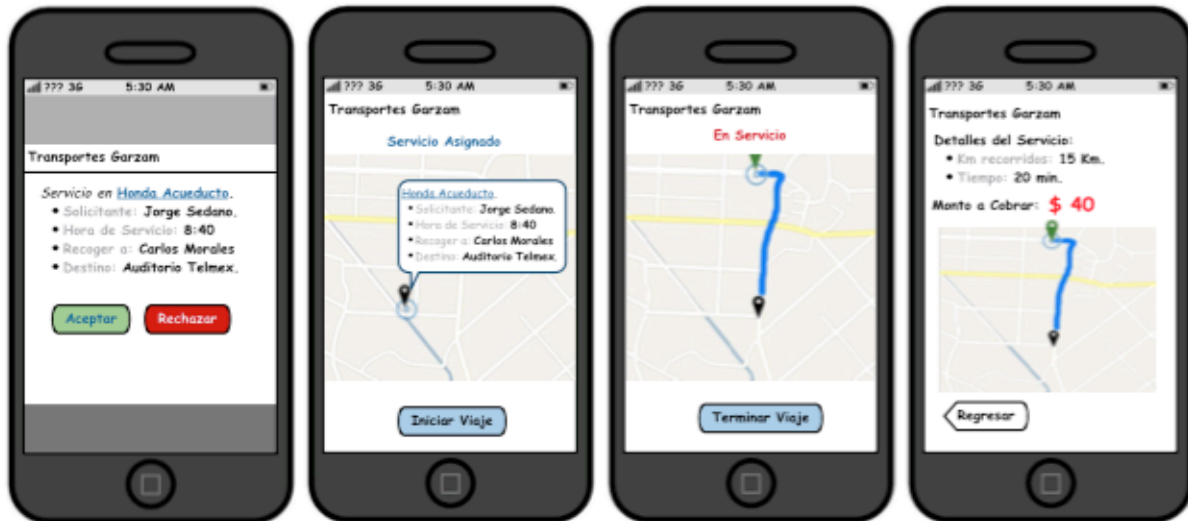 ??? 3G 5:30 AM
Transportes Garzam
Servicio en Honda Acueducto.
• Solicitante: Jorge Sedano.
• Hora de Servicio: 8:40
• Recoger a: Carlos Morales
• Destino: Auditorio Telmex.
Aceptar Rechazar
??? 3G 5:30 AM
Transportes Garzam
Servicio Asignado
Honda Acueducto.
• Solicitante: Jorge Sedano.
• Hora de Servicio: 8:40
• Recoger a: Carlos Morales
• Destino: Auditorio Telmex.
Iniciar Viaje
??? 3G 5:30 AM
Transportes Garzam
En Servicio
Terminar Viaje
??? 3G 5:30 AM
Transportes Garzam
Detalles del Servicio:
• Km recorridos: 15 Km.
• Tiempo: 20 min.
Monto a Cobrar: $ 40
Regresar